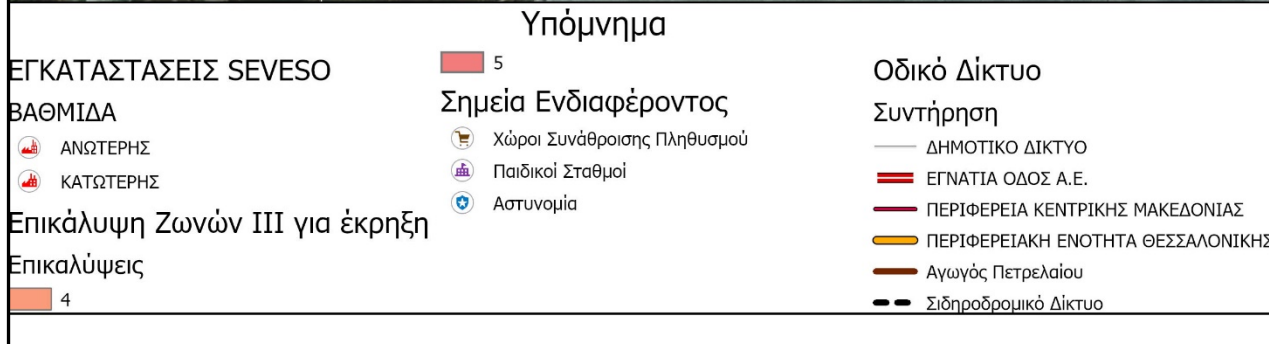 Υπόμνημα
ΕΓΚΑΤΑΣΤΑΣΕΙΣ SEVESO
ΒΑΘΜΙΔΑ
ΑΝΩΤΕΡΗΣ
ΚΑΤΩΤΕΡΗΣ
Επικάλυψη Ζωνών ΙΙΙ για έκρηξη
Επικαλύψεις
4
5
Σημεία Ενδιαφέροντος
Χώροι Συνάθροισης Πληθυσμού
Παιδικοί Σταθμοί
Αστυνομία
Οδικό Δίκτυο
Συντήρηση
ΔΗΜΟΤΙΚΟ ΔΙΚΤΥΟ
ΕΓΝΑΤΙΑ ΟΔΟΣ Α.Ε.
ΠΕΡΙΦΕΡΕΙΑ ΚΕΝΤΡΙΚΗΣ ΜΑΚΕΔΟΝΙΑΣ
ΠΕΡΙΦΕΡΕΙΑΚΗ ΕΝΟΤΗΤΑ ΘΕΣΣΑΛΟΝΙΚΗΣ
Αγωγός Πετρελαίου
Σιδηροδρομικό Δίκτυο